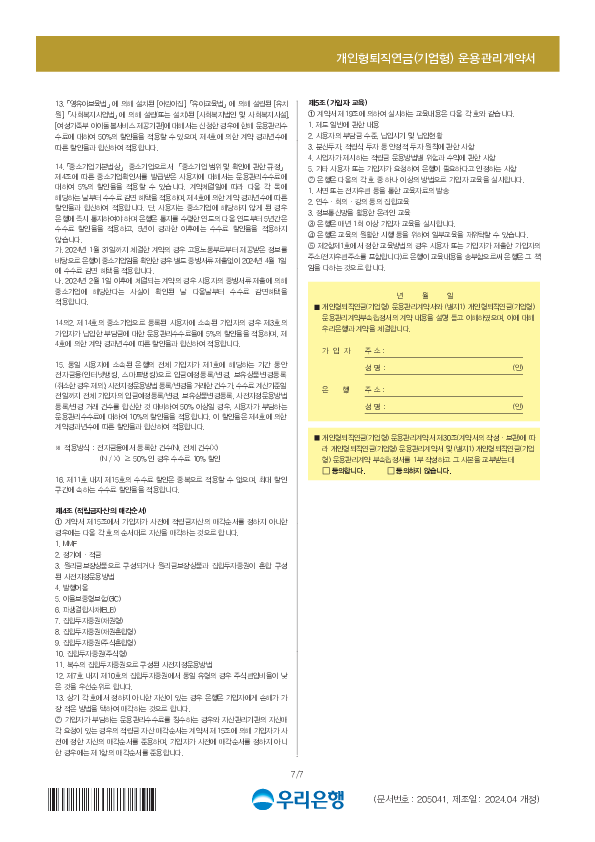 개인형퇴직연금(기업형) 운용관리계약서
13. 「영유아보육법」에 의해 설치된 [어린이집], 「유아교육법」에 의해 설립된 [유치
원], 「사회복지사업법」에 의해 설립(또는 설치)된 [사회복지법인 및 사회복지시설],
[여성가족부 아이돌봄서비스 제공기관]에 대해서는 산정한 경우에 한해 운용관리수
수료에 대하여 50%의 할인율을 적용할 수 있으며, 제4호에 의한 계약 경과년수에
따른 할인율과 합산하여 적용합니다.
14. 「중소기업기본법상」 중소기업으로서 「중소기업 범위 및 확인에 관한 규정」
제4조에 따른 중소기업확인서를 발급받은 사용자에 대해서는 운용관리수수료에
대하여 5%의 할인율을 적용할 수 있습니다. 계약체결일에 따라 다음 각 목에
해당하는 날부터 수수료 감면 혜택을 적용하며, 제4호에 의한 계약 경과년수에 따른
할인율과 합산하여 적용합니다. 단, 사용자는 중소기업에 해당하지 않게 된 경우
은행에 즉시 통지하여야 하며 은행은 통지를 수령한 연도의 다음 연도부터 5년간은
수수료 할인율을 적용하고, 5년이 경과한 이후에는 수수료 할인율을 적용하지
않습니다.
가. 2024년 1월 31일까지 체결한 계약의 경우 고용노동부로부터 제공받은 정보를
바탕으로 은행이 중소기업임을 확인한 경우 별도 증빙서류 제출없이 2024년 4월 1일
에 수수료 감면 혜택을 적용합니다.
나. 2024년 2월 1일 이후에 체결되는 계약의 경우 사용자의 증빙서류 제출에 의해
중소기업에 해당한다는 사실이 확인된 날 다음달부터 수수료 감면혜택을
적용합니다.
14의2. 제14호의 중소기업으로 등록된 사용자에 소속된 가입자의 경우 제3호의
가입자가 납입한 부담금에 대한 운용관리수수료율에 5%의 할인율을 적용하며, 제
4호에 의한 계약 경과년수에 따른 할인율과 합산하여 적용합니다.
15. 동일 사용자에 소속된 은행의 전체 가입자가 제1호에 해당하는 기간 동안
전자금융(인터넷뱅킹, 스마트뱅킹)으로 입금예정등록/변경, 보유상품변경등록
(취소한 경우 제외), 사전지정운용방법 등록/변경을 거래한 건수가, 수수료 계산기준일
전일까지 전체 가입자의 입금예정등록/변경, 보유상품변경등록, 사전지정운용방법
등록/변경 거래 건수를 합산한 것 대비하여 50% 이상일 경우, 사용자가 부담하는
운용관리수수료에 대하여 10%의 할인율을 적용합니다. 이 할인율은 제4호에 의한
계약경과년수에 따른 할인율과 합산하여 적용합니다.
※ 적용방식 : 전자금융에서 등록한 건수(N), 전체 건수(X)
(N / X) ≥ 50%인 경우 수수료 10% 할인
16. 제11호 내지 제15호의 수수료 할인은 중복으로 적용할 수 없으며, 최대 할인
구간에 속하는 수수료 할인율을 적용합니다.
제4조 (적립금자산의 매각순서)
① 계약서 제15조에서 가입자가 사전에 적립금자산의 매각순서를 정하지 아니한
경우에는 다음 각 호의 순서대로 자산을 매각하는 것으로 합니다.
1. MMF
2. 정기예ㆍ적금
3. 원리금보장상품으로 구성되거나 원리금보장상품과 집합투자증권이 혼합 구성
된 사전지정운용방법
4. 발행어음
5. 이율보증형보험(GIC)
6. 파생결합사채(ELB)
7. 집합투자증권(채권형)
8. 집합투자증권(채권혼합형)
9. 집합투자증권(주식혼합형)
10. 집합투자증권(주식형)
11. 복수의 집합투자증권으로 구성된 사전지정운용방법
12. 제7호 내지 제10호의 집합투자증권에서 동일 유형의 경우 주식편입비율이 낮
은 것을 우선순위로 합니다.
13. 상기 각 호에서 정하지 아니한 자산이 있는 경우 은행은 가입자에게 손해가 가
장 적은 방법을 택하여 매각하는 것으로 합니다.
② 가입자가 부담하는 운용관리수수료를 징수하는 경우와 자산관리기관의 자산매
각 요청이 있는 경우의 적립금 자산 매각순서는 계약서 제15조에 의해 가입자가 사
전에 정한 자산의 매각순서를 준용하며, 가입자가 사전에 매각순서를 정하지 아니
한 경우에는 제1항의 매각순서를 준용합니다.
제5조 (가입자 교육)
① 계약서 제19조에 의하여 실시하는 교육내용은 다음 각 호와 같습니다.
1. 제도 일반에 관한 내용
2. 사용자의 부담금 수준, 납입시기 및 납입현황
3. 분산투자, 적립식 투자 등 안정적 투자 원칙에 관한 사항
4. 사업자가 제시하는 적립금 운용방법별 위험과 수익에 관한 사항
5. 기타 사용자 또는 가입자가 요청하여 은행이 필요하다고 인정하는 사항
② 은행은 다음의 각 호 중 하나 이상의 방법으로 가입자교육을 실시합니다.
1. 서면 또는 전자우편 등을 통한 교육자료의 발송
2. 연수ㆍ회의ㆍ강의 등의 집합교육
3. 정보통신망을 활용한 온라인 교육
③ 은행은 매년 1회 이상 가입자 교육을 실시합니다.
④ 은행은 교육의 원활한 시행 등을 위하여 일부교육을 재위탁할 수 있습니다.
⑤ 제2항제1호에서 정한 교육방법의 경우 사용자 또는 가입자가 제출한 가입자의
주소(전자우편주소를 포함합니다)로 은행이 교육내용을 송부함으로써 은행은 그 책
임을 다하는 것으로 합니다.
년 월 일
■ 개인형퇴직연금(기업형) 운용관리계약서와 (별지1) 개인형퇴직연금(기업형)
운용관리계약부속협정서의 계약 내용을 설명 듣고 이해하였으며, 이에 대해
우리은행과 계약을 체결합니다.
가 입 자 주 소 :
성 명 : (인)
은 행 주 소 :
성 명 : (인)
■ 개인형퇴직연금(기업형) 운용관리계약서 제30조(계약서의 작성ㆍ보관)에 따
라 개인형퇴직연금(기업형) 운용관리계약서 및 (별지1) 개인형퇴직연금(기업
형) 운용관리계약 부속협정서를 1부 작성하고 그 사본을 교부받는데
□ 동의합니다. □ 동의하지 않습니다.
7/7
우리은행
(문서번호 : 205041, 제조일 : 2024.04 개정)